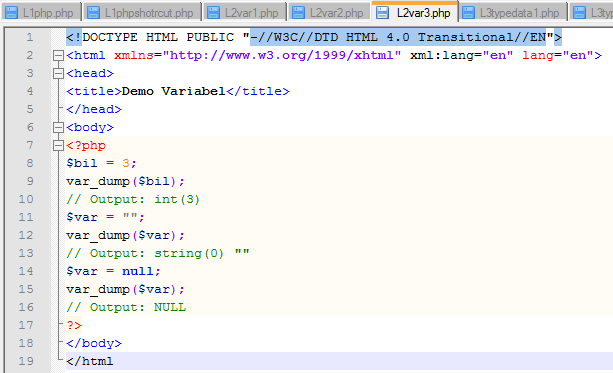 L1php.php L1phpshotrcut.php L2var1.php L2var2.php L2var3.php L3typedata1.php L3ty
1 <!DOCTYPE HTML PUBLIC "-//W3C//DTD HTML 4.0 Transitional//EN">
2 <html xmlns="http://www.w3.org/1999/xhtml" xml:lang="en" lang="en">
3 <head>
4 <title>Demo Variabel</title>
5 </head>
6 <body>
7 <?php
8 $bil = 3;
9 var_dump($bil);
10 // Output: int(3)
11 $var = "";
12 var_dump($var);
13 // Output: string(0) ""
14 $var = null;
15 var_dump($var);
16 // Output: NULL
17 ?>
18 </body>
19 </html